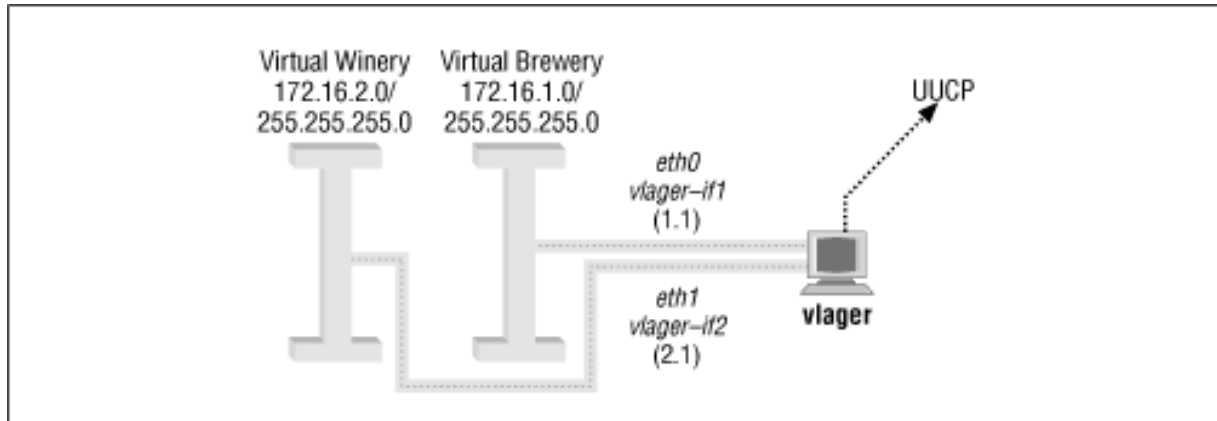 Virtual Winery
172.16.2.0/
255.255.255.0
Virtual Brewery
172.16.1.0/
255.255.255.0
UUCP
eth0
vlager–if1
(1.1)
eth1
vlager–if2
(2.1)
vlager